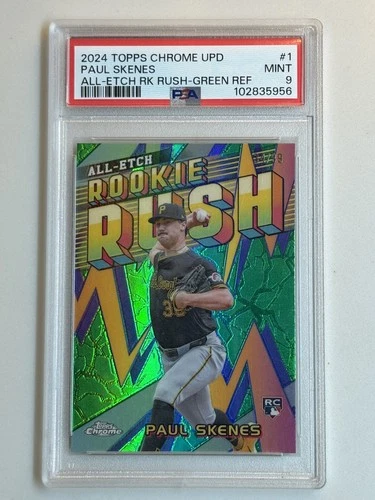 2024 TOPPS CHROME UPD #1
PAUL SKENES MINT
ALL-ETCH RK RUSH-GREEN REF 9
PSA 102835956
ALL-ETCH
ROOKIE
RUSH
P
RC
Topps
Chrome
PAUL SKENES